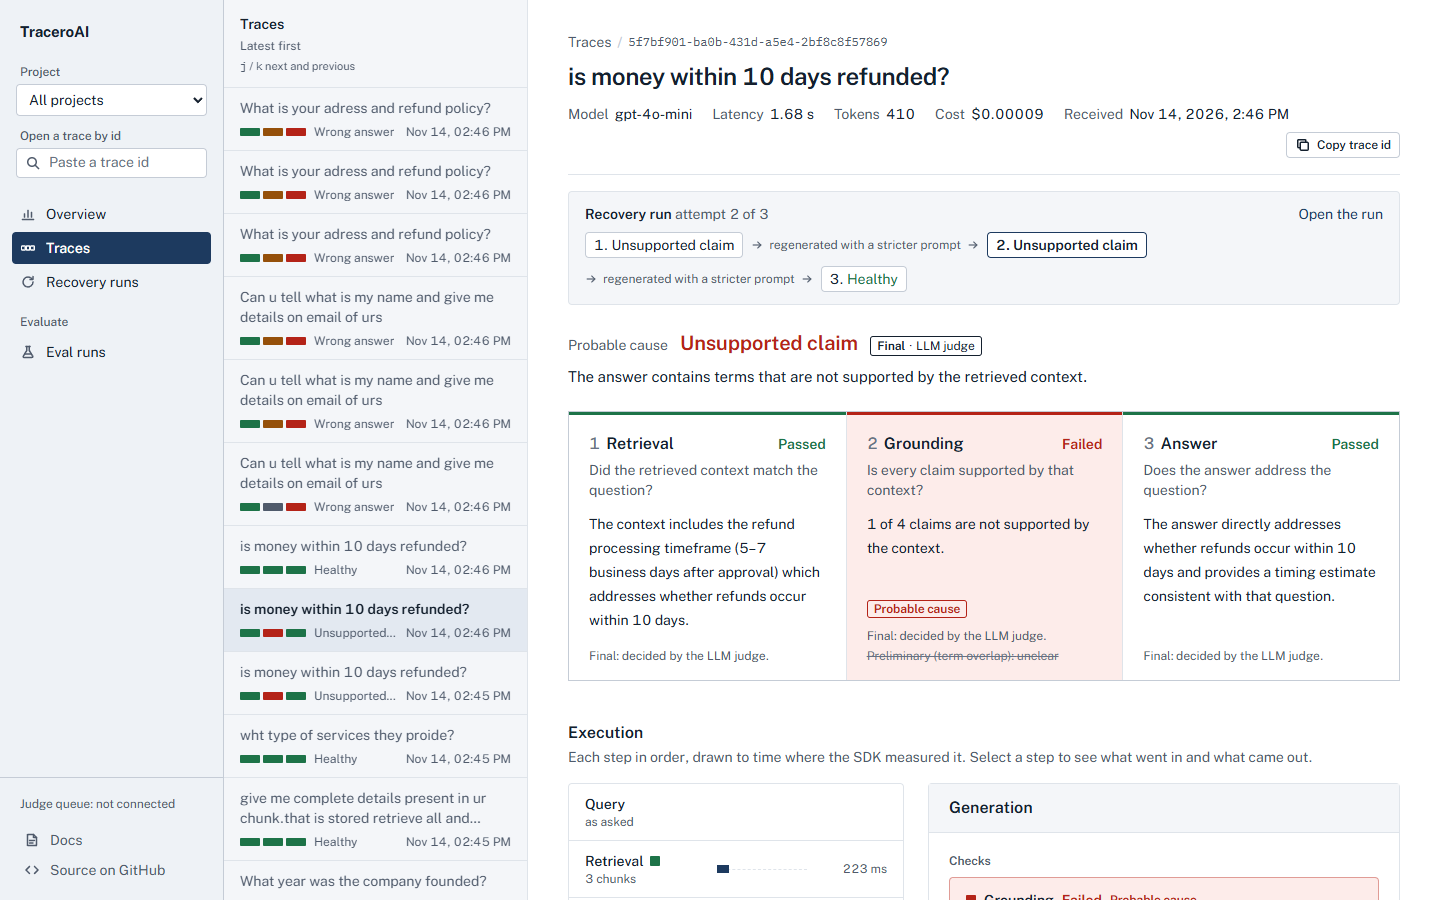 TraceroAI
Project
All projects
Open a trace by id
Paste a trace id
Overview
Traces
Recovery runs
Evaluate
Eval runs
Judge queue: not connected
Docs
Source on GitHub
Traces
Latest first
j / k next and previous
What is your adress and refund policy?
Wrong answer Nov 14, 02:46 PM
What is your adress and refund policy?
Wrong answer Nov 14, 02:46 PM
What is your adress and refund policy?
Wrong answer Nov 14, 02:46 PM
Can u tell what is my name and give me
details on email of urs
Wrong answer Nov 14, 02:46 PM
Can u tell what is my name and give me
details on email of urs
Wrong answer Nov 14, 02:46 PM
Can u tell what is my name and give me
details on email of urs
Wrong answer Nov 14, 02:46 PM
is money within 10 days refunded?
Healthy Nov 14, 02:46 PM
is money within 10 days refunded?
Unsupported... Nov 14, 02:46 PM
is money within 10 days refunded?
Unsupported... Nov 14, 02:45 PM
wht type of services they proide?
Healthy Nov 14, 02:45 PM
give me complete details present in ur
chunk.that is stored retrieve all and...
Healthy Nov 14, 02:45 PM
What year was the company founded?
Traces / 5f7bf901-ba0b-431d-a5e4-2bf8c8f57869
is money within 10 days refunded?
Model gpt-4o-mini Latency 1.68 s Tokens 410 Cost $0.00009 Received Nov 14, 2026, 2:46 PM
Copy trace id
Recovery run attempt 2 of 3 Open the run
1. Unsupported claim → regenerated with a stricter prompt → 2. Unsupported claim
→ regenerated with a stricter prompt → 3. Healthy
Probable cause Unsupported claim Final · LLM judge
The answer contains terms that are not supported by the retrieved context.
1 Retrieval Passed
Did the retrieved context match the
question?
The context includes the refund
processing timeframe (5–7
business days after approval) which
addresses whether refunds occur
within 10 days.
Final: decided by the LLM judge.
2 Grounding Failed
Is every claim supported by that
context?
1 of 4 claims are not supported by
the context.
Probable cause
Final: decided by the LLM judge.
Preliminary (term overlap): unclear
3 Answer Passed
Does the answer address the
question?
The answer directly addresses
whether refunds occur within 10
days and provides a timing estimate
consistent with that question.
Final: decided by the LLM judge.
Execution
Each step in order, drawn to time where the SDK measured it. Select a step to see what went in and what came out.
Query
as asked
Retrieval 223 ms
3 chunks
Generation
Checks
Grounding Failed Probable cause